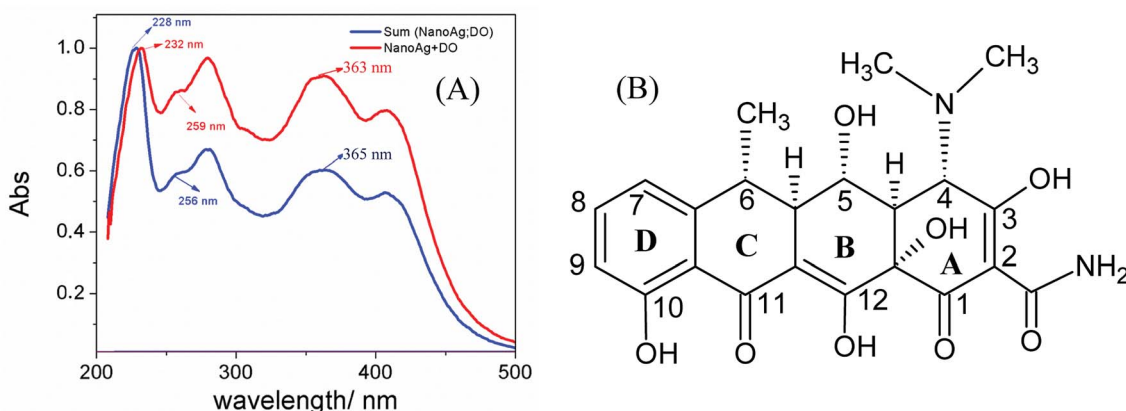 228 nm
Sum (NanoAg;DO)
232 nm
NanoAg+DO
1.0
0.8
0.6
0.4
0.2
(A)
363 nm
259 nm
365 nm
256 nm
Abs
200 300 400 500
wavelength/ nm
(B)
H₃C CH₃
N
CH₃ OH
H H
OH
8 7 6 5 4 3
OH
D C B A
9 10 11 12 1 2
NH₂
OH O OH O O